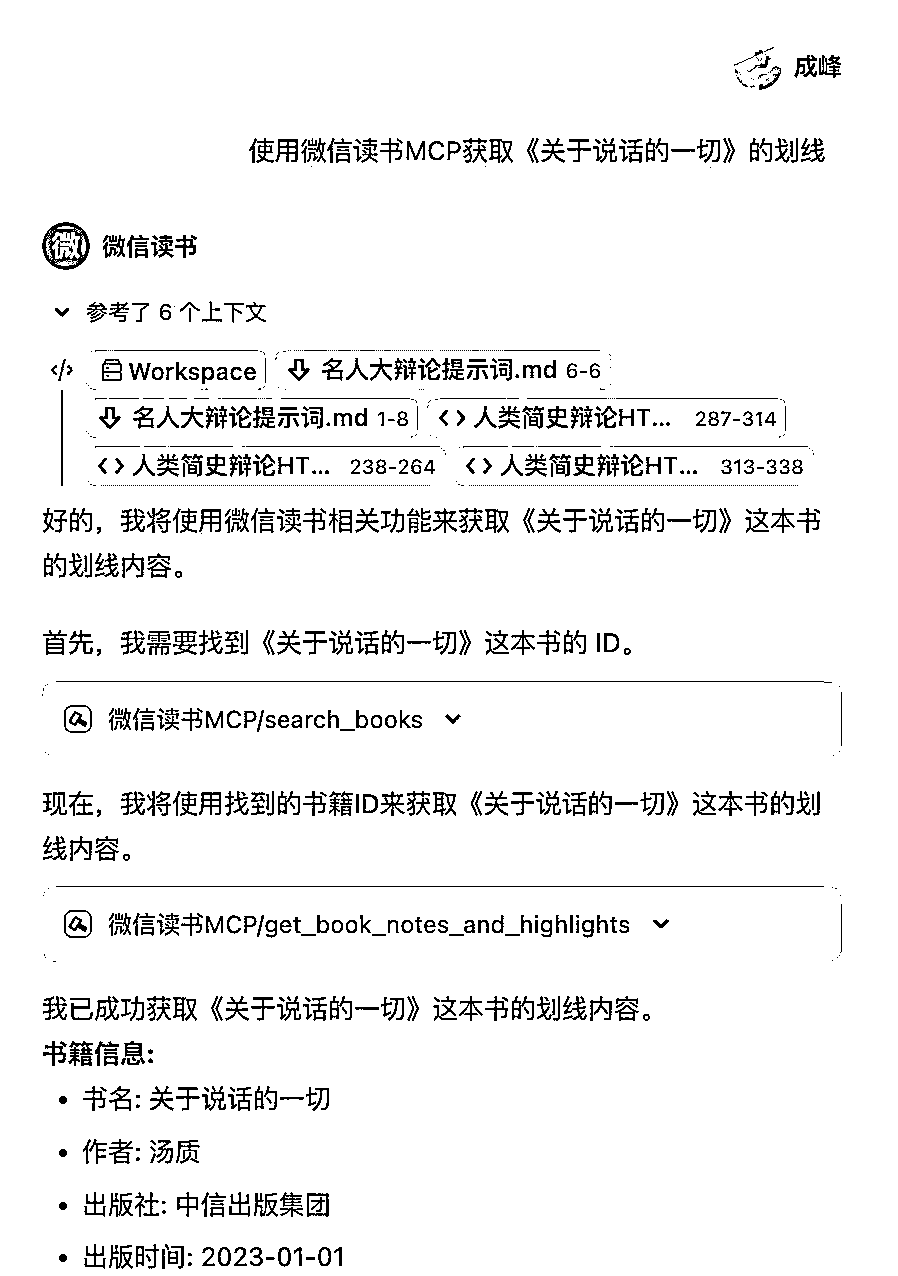 成峰
使用微信读书MCP获取《关于说话的一切》的划线
微 微信读书
参考了 6 个上下文
Workspace 名人大辩论提示词.md 6-6
名人大辩论提示词.md 1-8 人类简史辩论HT... 287-314
人类简史辩论HT... 238-264 人类简史辩论HT... 313-338
好的，我将使用微信读书相关功能来获取《关于说话的一切》这本书
的划线内容。
首先，我需要找到《关于说话的一切》这本书的 ID。
微信读书MCP/search_books
现在，我将使用找到的书籍ID来获取《关于说话的一切》这本书的划
线内容。
微信读书MCP/get_book_notes_and_highlights
我已成功获取《关于说话的一切》这本书的划线内容。
书籍信息:
• 书名: 关于说话的一切
• 作者: 汤质
• 出版社: 中信出版集团
• 出版时间: 2023-01-01